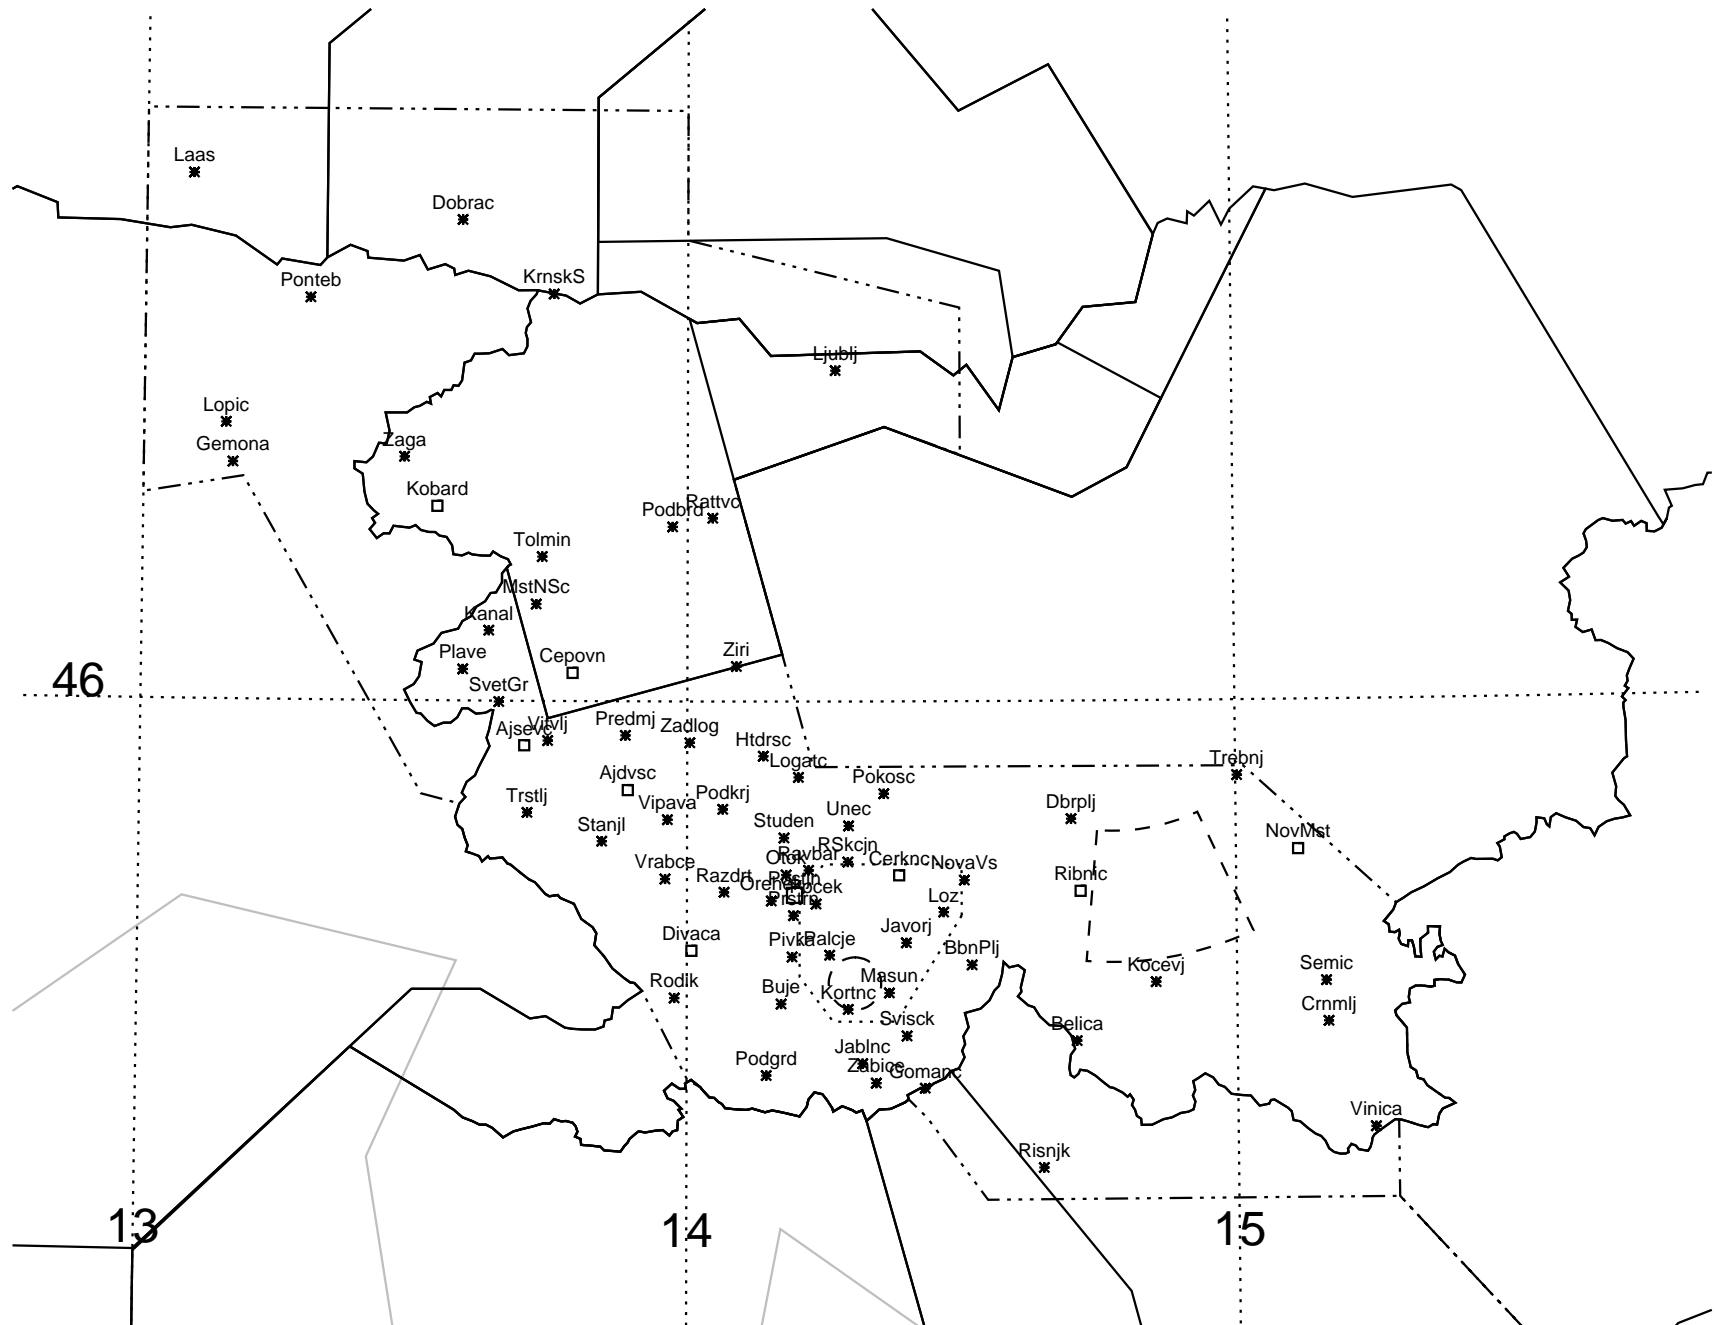 Laas
Dobrac
Ponteb
KrnskS
Ljublj
Lopic
Gemona
Zaga
Kobard
Podbrd
Rattvc
Tolmin
MstNSc
Kanal
Plave
Cepovn
Ziri
46
SvetGr
Ajsevc
Vitvlj
Predmj
Zadlog
Htdrsc
Logatc
Trebnj
Ajdvsc
Pokosc
Trstlj
Vipava
Podkrj
Dbrplj
Stanjl
Studen
Unec
NovMst
Vrabce
Razdrt
Otok
Ravbar
RSkcjn
Cerknc
NovaVs
Ribnic
Loz
Divaca
Pivka
Palcje
Javorj
BbnPlj
Kocevj
Semic
Rodik
Buje
Kortnc
Masun
Crnmlj
Svisck
Belica
Podgrd
Jablnc
Zabice
Gomanc
Vinica
Risnjk
13
14
15